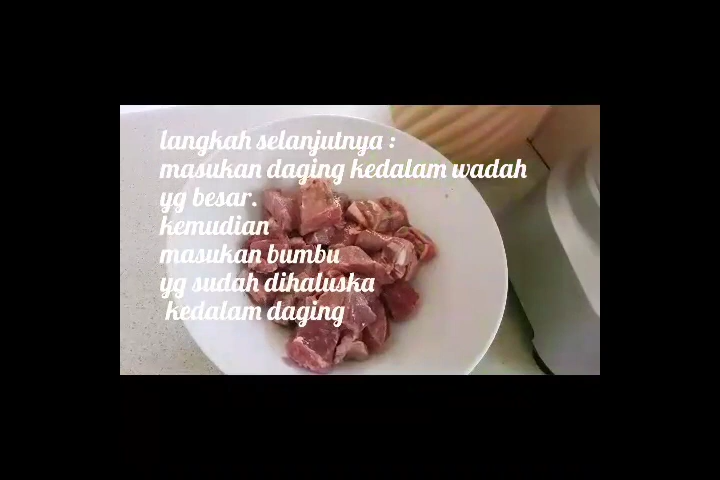 langkah selanjutnya :
masukan daging kedalam wadah
yg besar.
kemudian
masukan bumbu
yg sudah dihaluska
kedalam daging